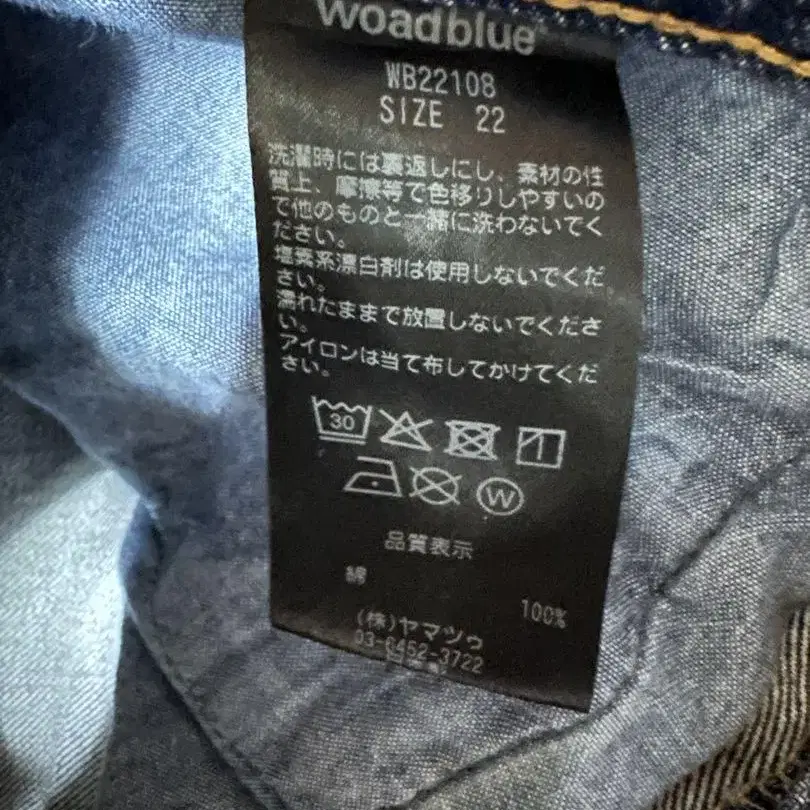 woadblue
WB22108
SIZE 22
洗濯時には裏返しにし、素材の性
質上、摩擦等で色移りしやすいの
で他のものと一緒に洗わないでく
ださい。
塩素系漂白剤は使用しないでくだ
さい。
濡れたままで放置しないでくださ
い。
アイロンは当て布してかけてくだ
さい。
30
W
品質表示
綿 100%
(株)ヤマツゥ
03-6452-3722